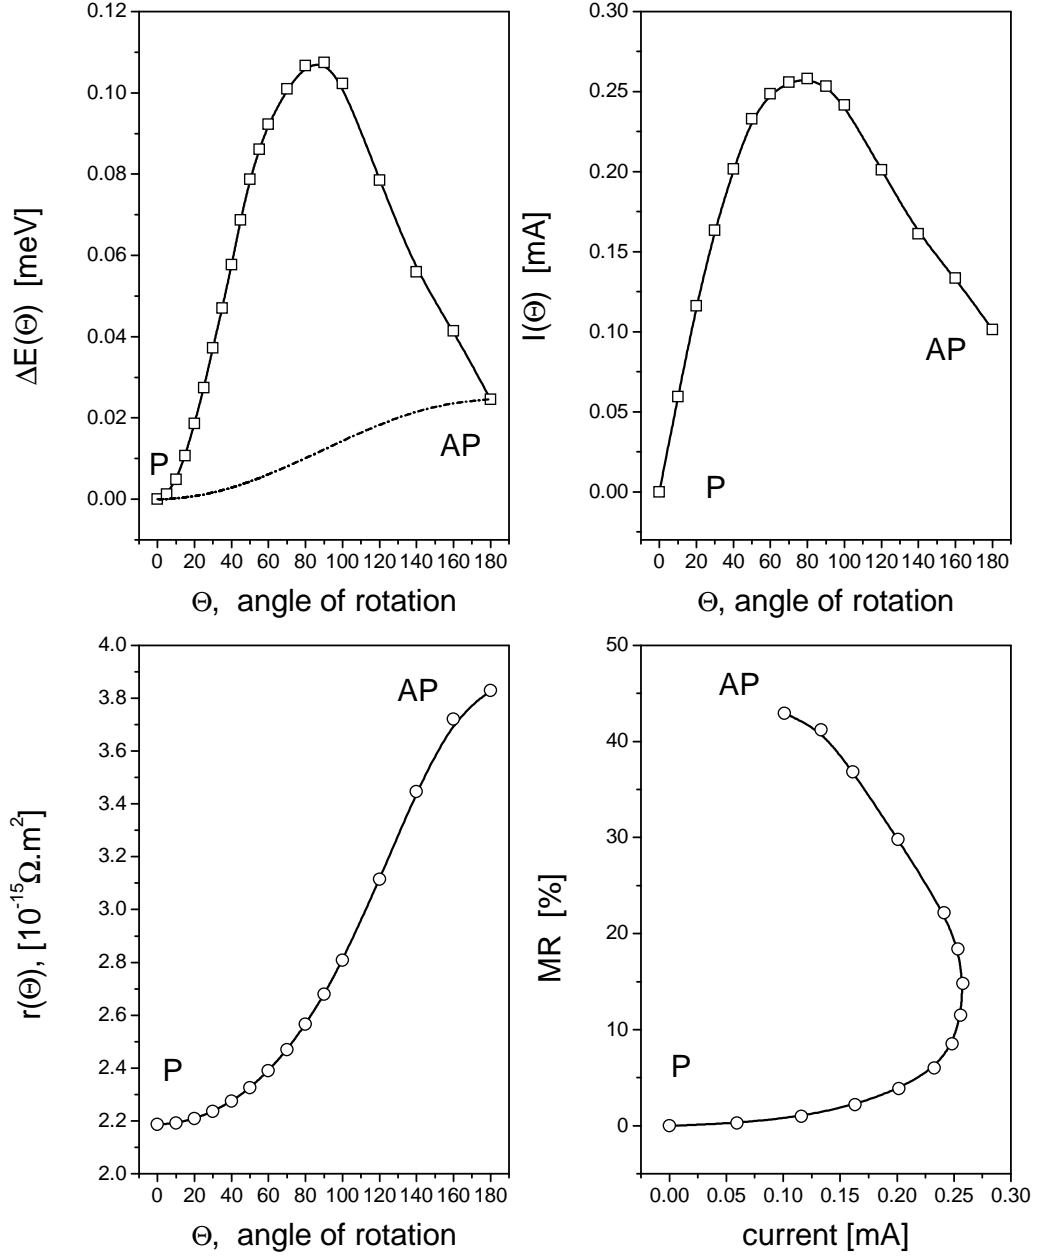 0.12
0.10
0.08
0.06
0.04
0.02
0.00
ΔE(Θ) [meV]
P
AP
0 20 40 60 80 100 120 140 160 180
Θ, angle of rotation
0.30
0.25
0.20
0.15
0.10
0.05
0.00
I(Θ) [mA]
AP
P
0 20 40 60 80 100 120 140 160 180
Θ, angle of rotation
4.0
3.8
3.6
3.4
3.2
3.0
2.8
2.6
2.4
2.2
2.0
r(Θ), [10⁻¹⁵Ω.m²]
AP
P
0 20 40 60 80 100 120 140 160 180
Θ, angle of rotation
50
40
30
20
10
0
MR [%]
AP
P
0.00 0.05 0.10 0.15 0.20 0.25 0.30
current [mA]